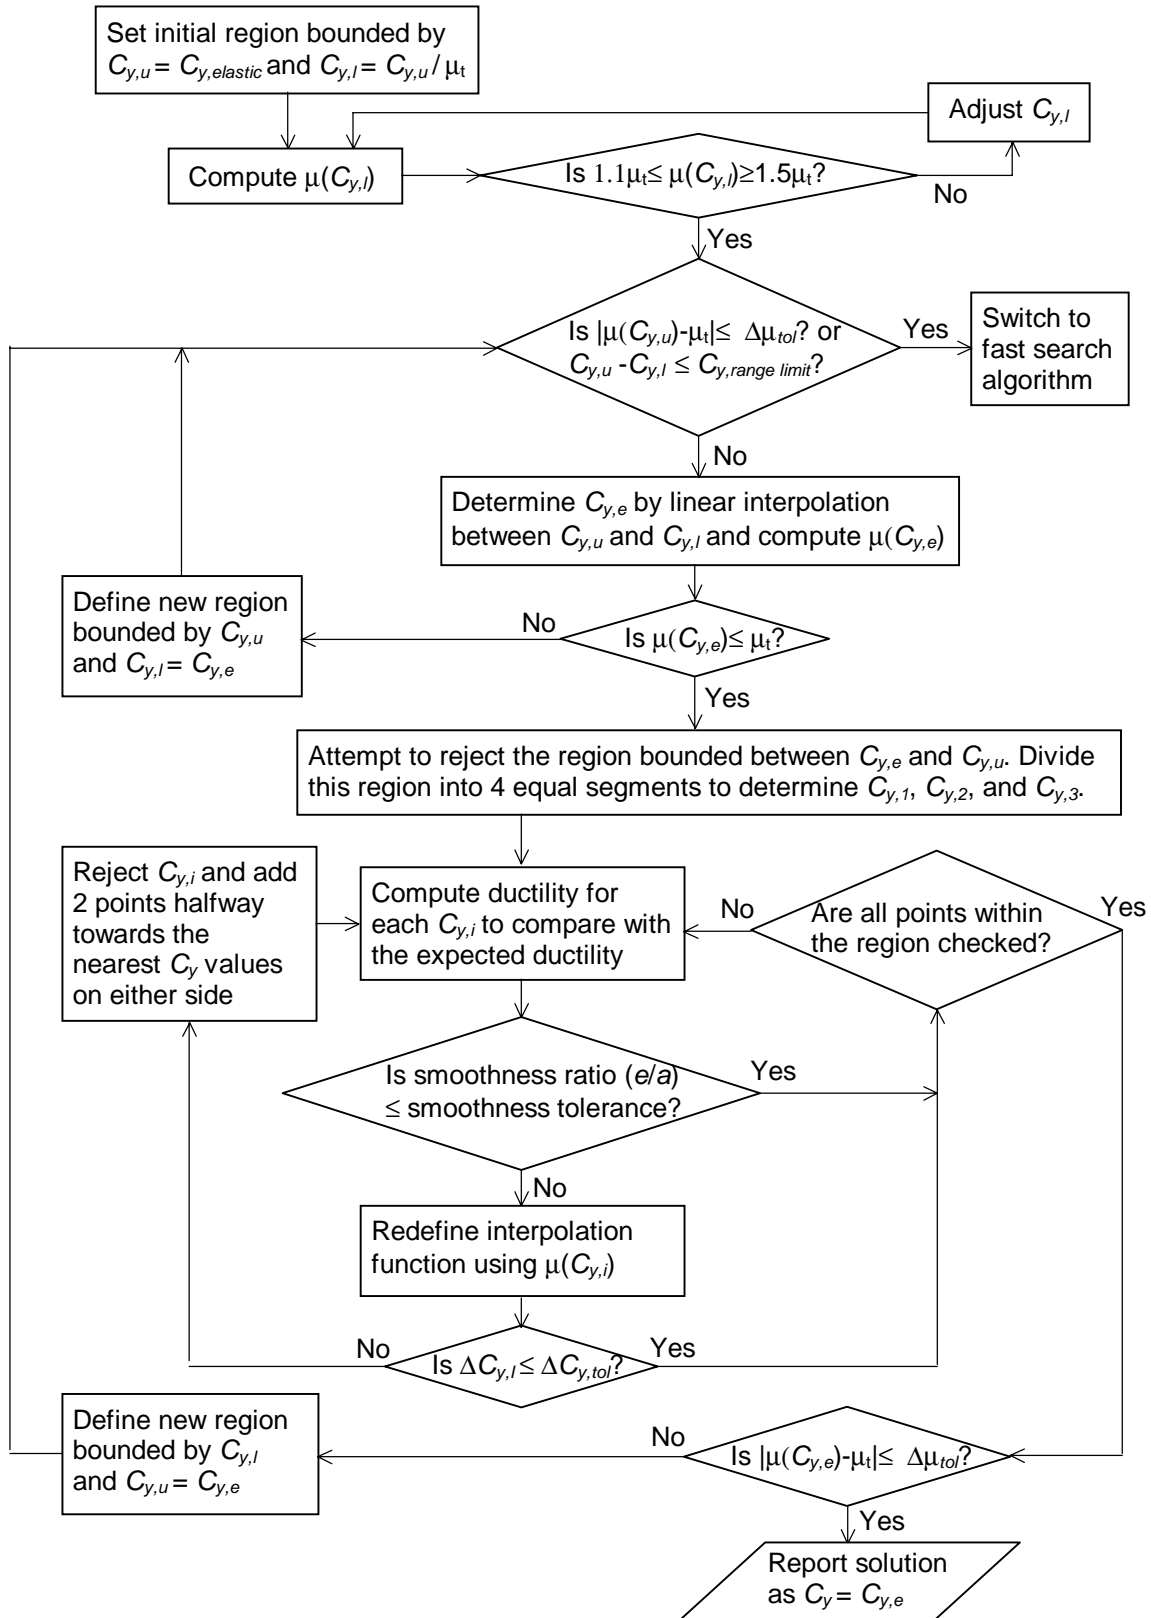 Set initial region bounded by
Cy,u = Cy,elastic and Cy,l = Cy,u / μt
Adjust Cy,l
Compute μ(Cy,l)
Is 1.1μt≤ μ(Cy,l)≥1.5μt?
No
Yes
Is |μ(Cy,u)-μt|≤ Δμtol? or
Cy,u -Cy,l ≤ Cy,range limit?
Yes
Switch to
fast search
algorithm
No
Determine Cy,e by linear interpolation
between Cy,u and Cy,l and compute μ(Cy,e)
Define new region
bounded by Cy,u
and Cy,l = Cy,e
No
Is μ(Cy,e)≤ μt?
Yes
Attempt to reject the region bounded between Cy,e and Cy,u. Divide
this region into 4 equal segments to determine Cy,1, Cy,2, and Cy,3.
Reject Cy,i and add
2 points halfway
towards the
nearest Cy values
on either side
Compute ductility for
each Cy,i to compare with
the expected ductility
No
Are all points within
the region checked?
Yes
Is smoothness ratio (e/a)
≤ smoothness tolerance?
Yes
No
Redefine interpolation
function using μ(Cy,i)
No
Is ΔCy,l ≤ ΔCy,tol?
Yes
Define new region
bounded by Cy,l
and Cy,u = Cy,e
No
Is |μ(Cy,e)-μt|≤ Δμtol?
Yes
Report solution
as Cy = Cy,e